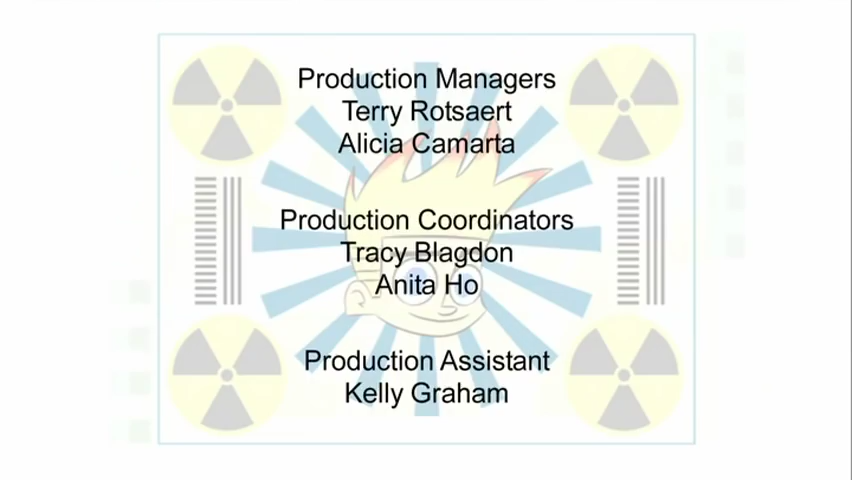 Production Managers
Terry Rotsaert
Alicia Camarta
Production Coordinators
Tracy Blagdon
Anita Ho
Production Assistant
Kelly Graham